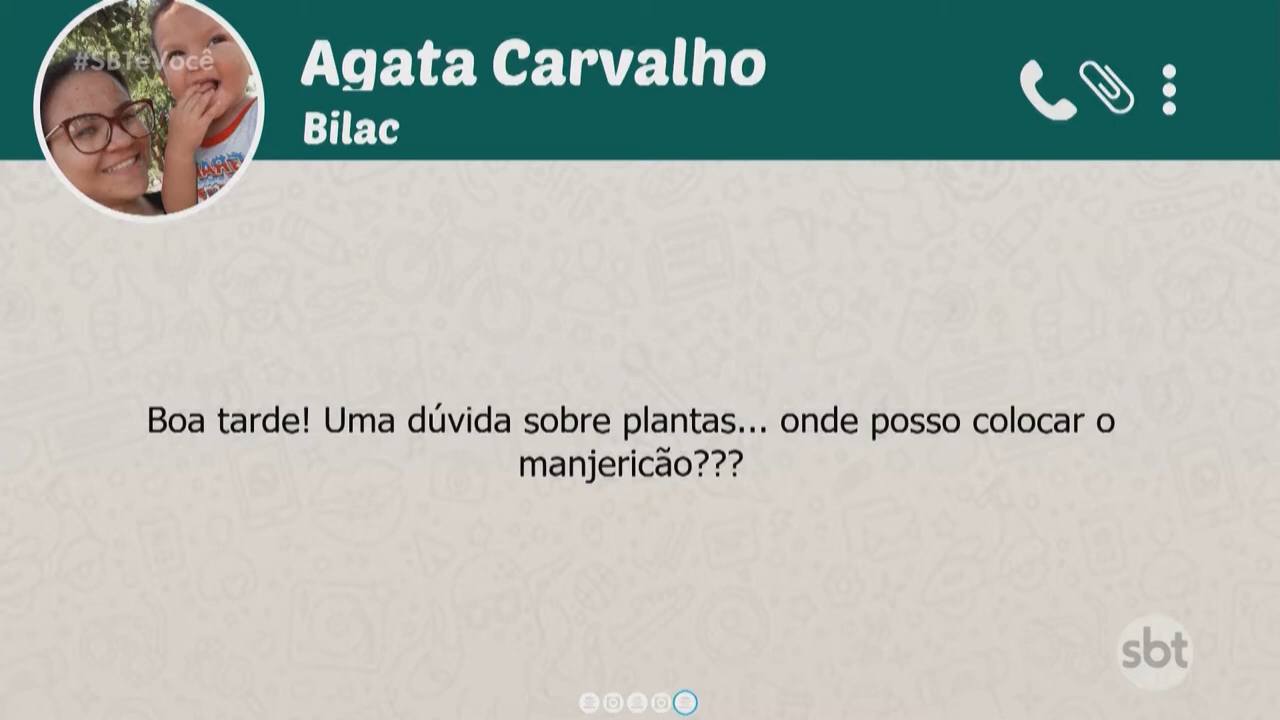 #SBTeVocê
Agata Carvalho
Bilac
Boa tarde! Uma dúvida sobre plantas... onde posso colocar o
manjericão???
sbt